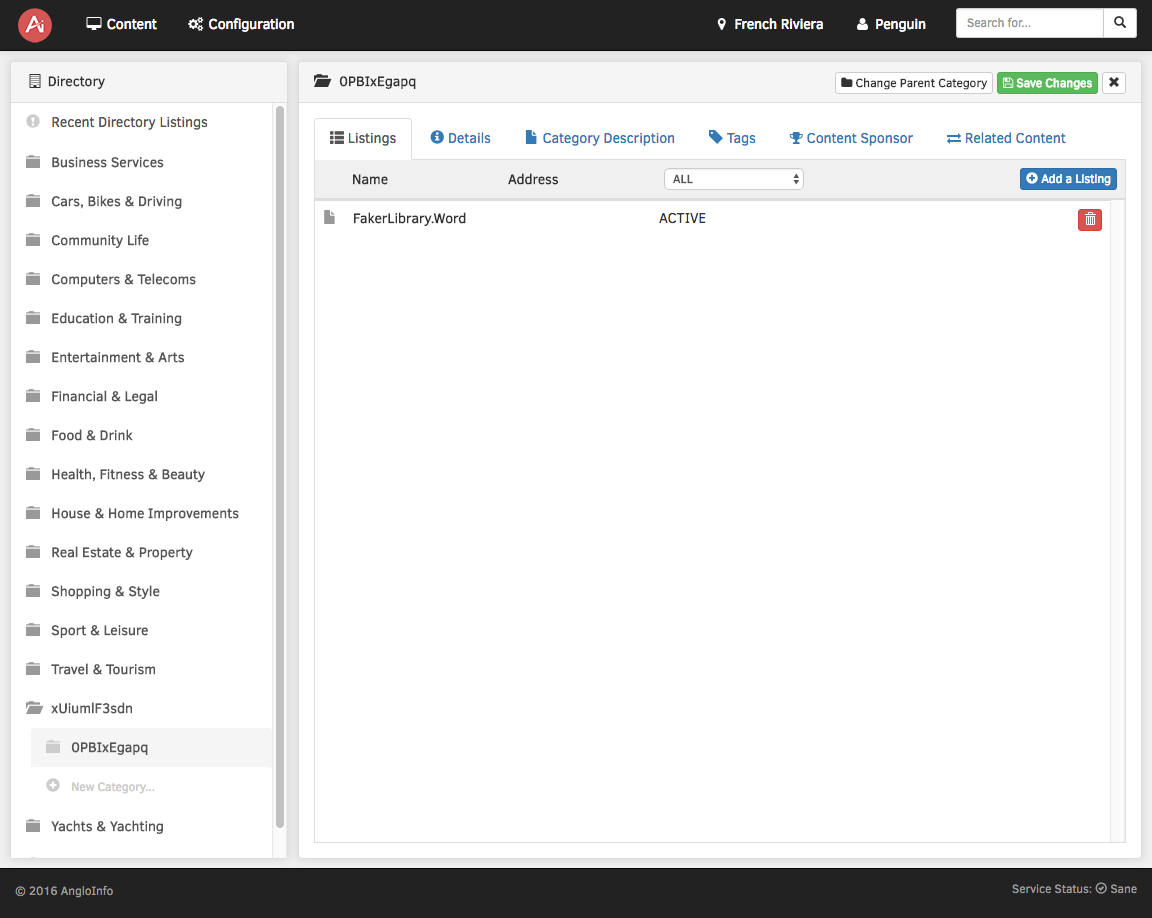 Ai Content Configuration French Riviera Penguin Search for...
Directory
Recent Directory Listings
Business Services
Cars, Bikes & Driving
Community Life
Computers & Telecoms
Education & Training
Entertainment & Arts
Financial & Legal
Food & Drink
Health, Fitness & Beauty
House & Home Improvements
Real Estate & Property
Shopping & Style
Sport & Leisure
Travel & Tourism
xUiumlF3sdn
0PBIxEgapq
New Category...
Yachts & Yachting
0PBIxEgapq Change Parent Category Save Changes
Listings Details Category Description Tags Content Sponsor Related Content
Name Address ALL Add a Listing
FakerLibrary.Word ACTIVE
© 2016 AngloInfo Service Status: Sane